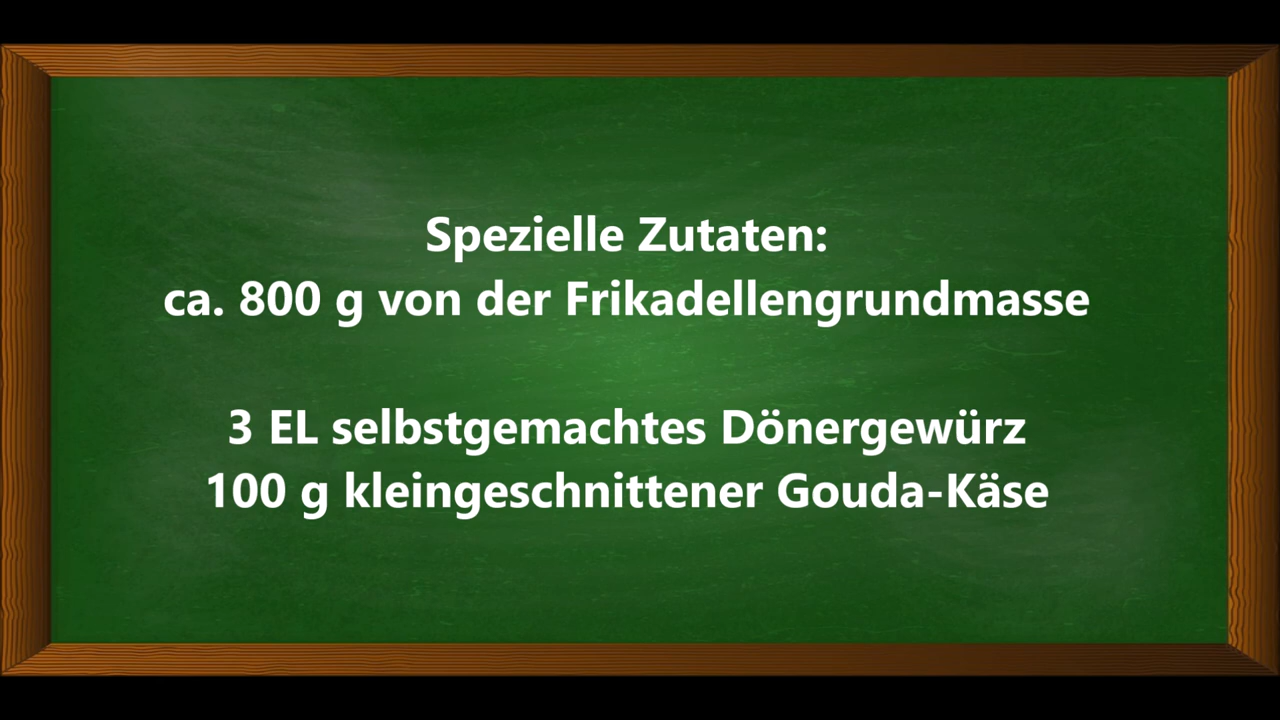 Spezielle Zutaten:
ca. 800 g von der Frikadellengrundmasse
3 EL selbstgemachtes Dönergewürz
100 g kleingeschnittener Gouda-Käse